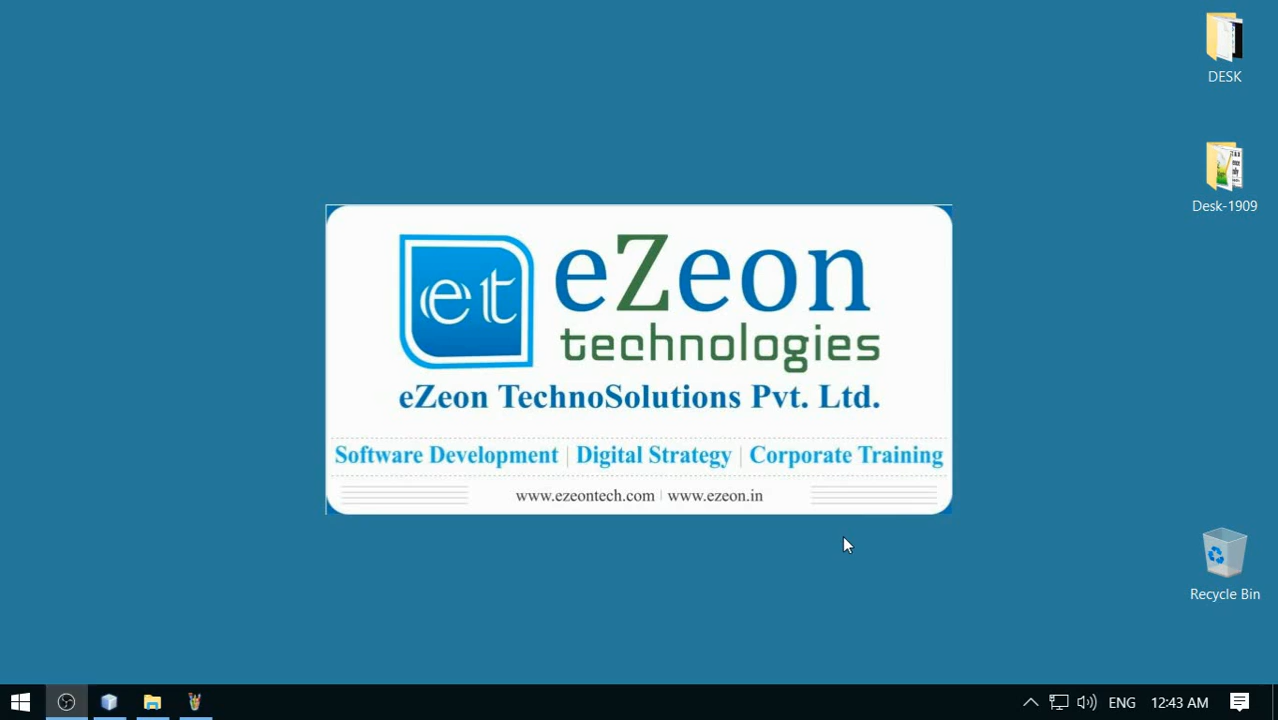 DESK
Desk-1909
et
eZeon
technologies
eZeon TechnoSolutions Pvt. Ltd.
Software Development | Digital Strategy | Corporate Training
www.ezeontech.com | www.ezeon.in
Recycle Bin
ENG 12:43 AM